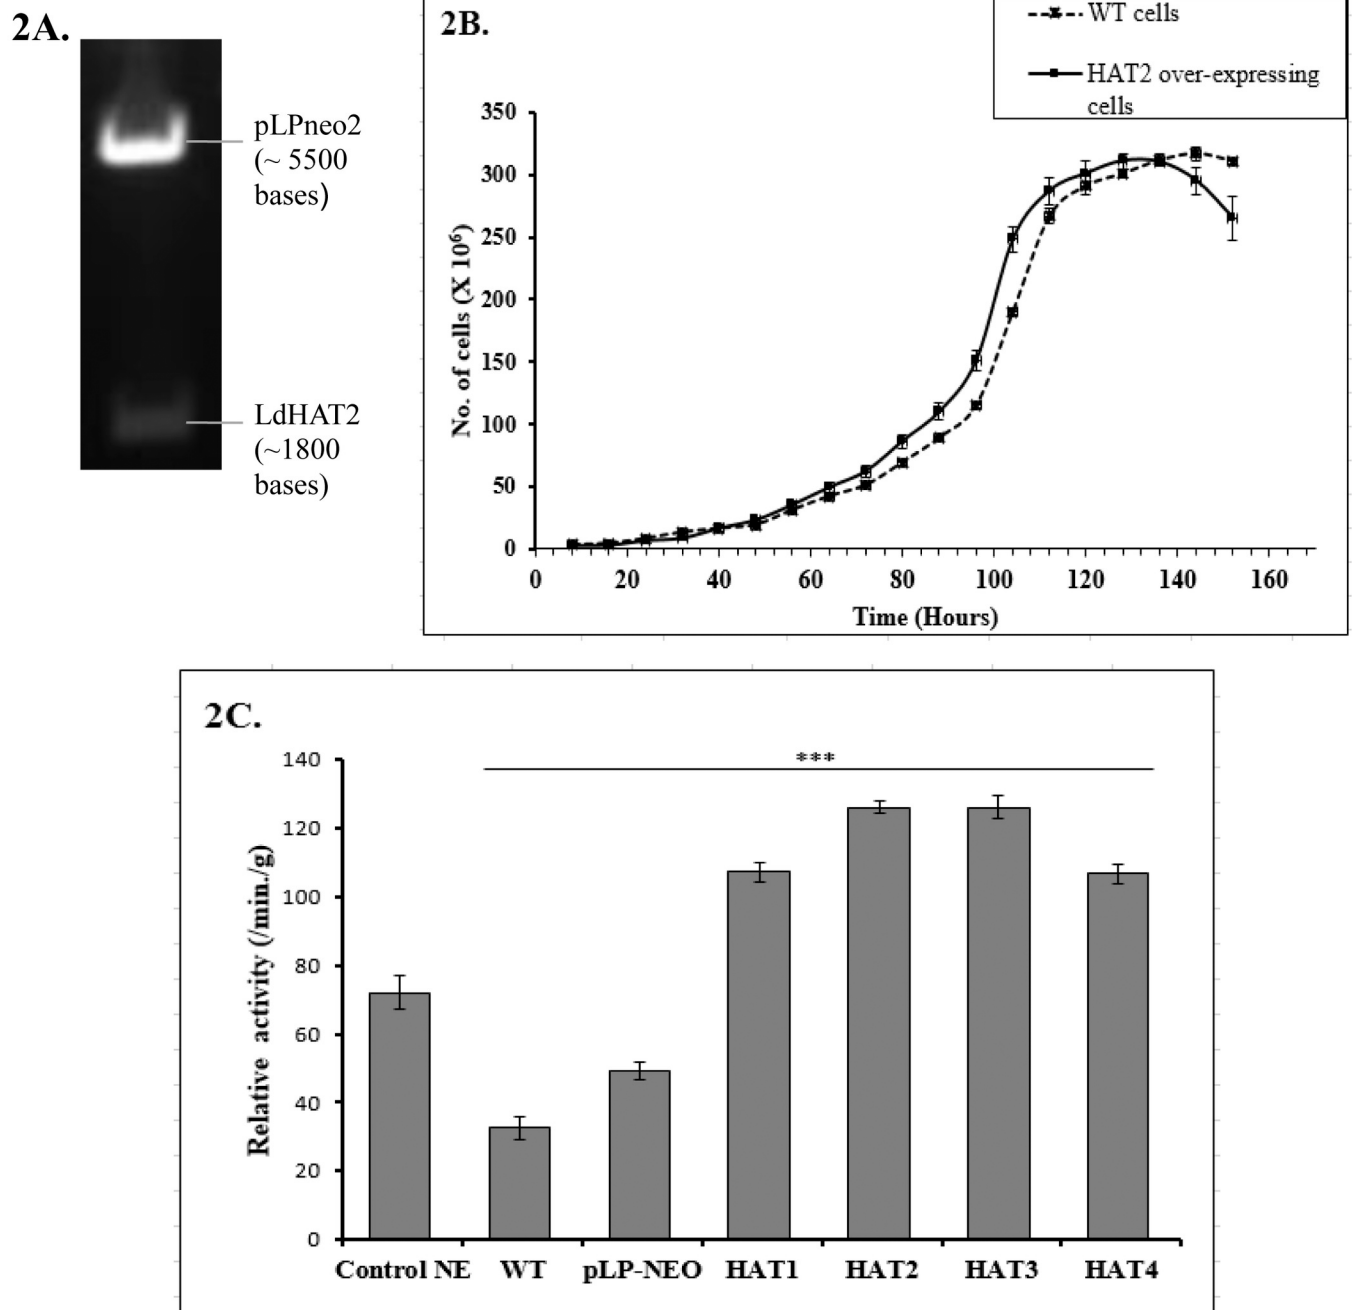 2A.
pLPneo2
(~ 5500
bases)
LdHAT2
(~1800
bases)
2B.
WT cells
HAT2 over-expressing
cells
350
300
250
200
150
100
50
0
No. of cells (X 10⁶)
0 20 40 60 80 100 120 140 160
Time (Hours)
2C.
***
140
120
100
80
60
40
20
0
Relative activity (/min./g)
Control NE WT pLP-NEO HAT1 HAT2 HAT3 HAT4